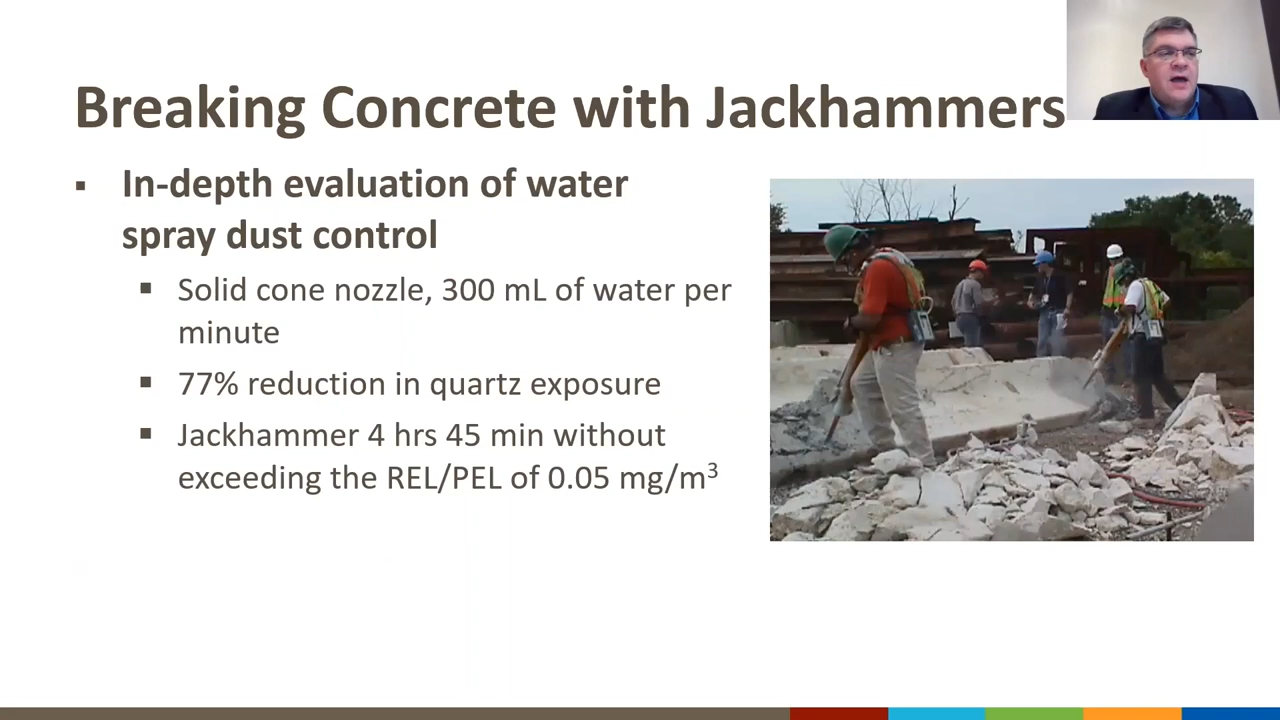 Breaking Concrete with Jackhammers
▪ In-depth evaluation of water
spray dust control
▪ Solid cone nozzle, 300 mL of water per
minute
▪ 77% reduction in quartz exposure
▪ Jackhammer 4 hrs 45 min without
exceeding the REL/PEL of 0.05 mg/m³